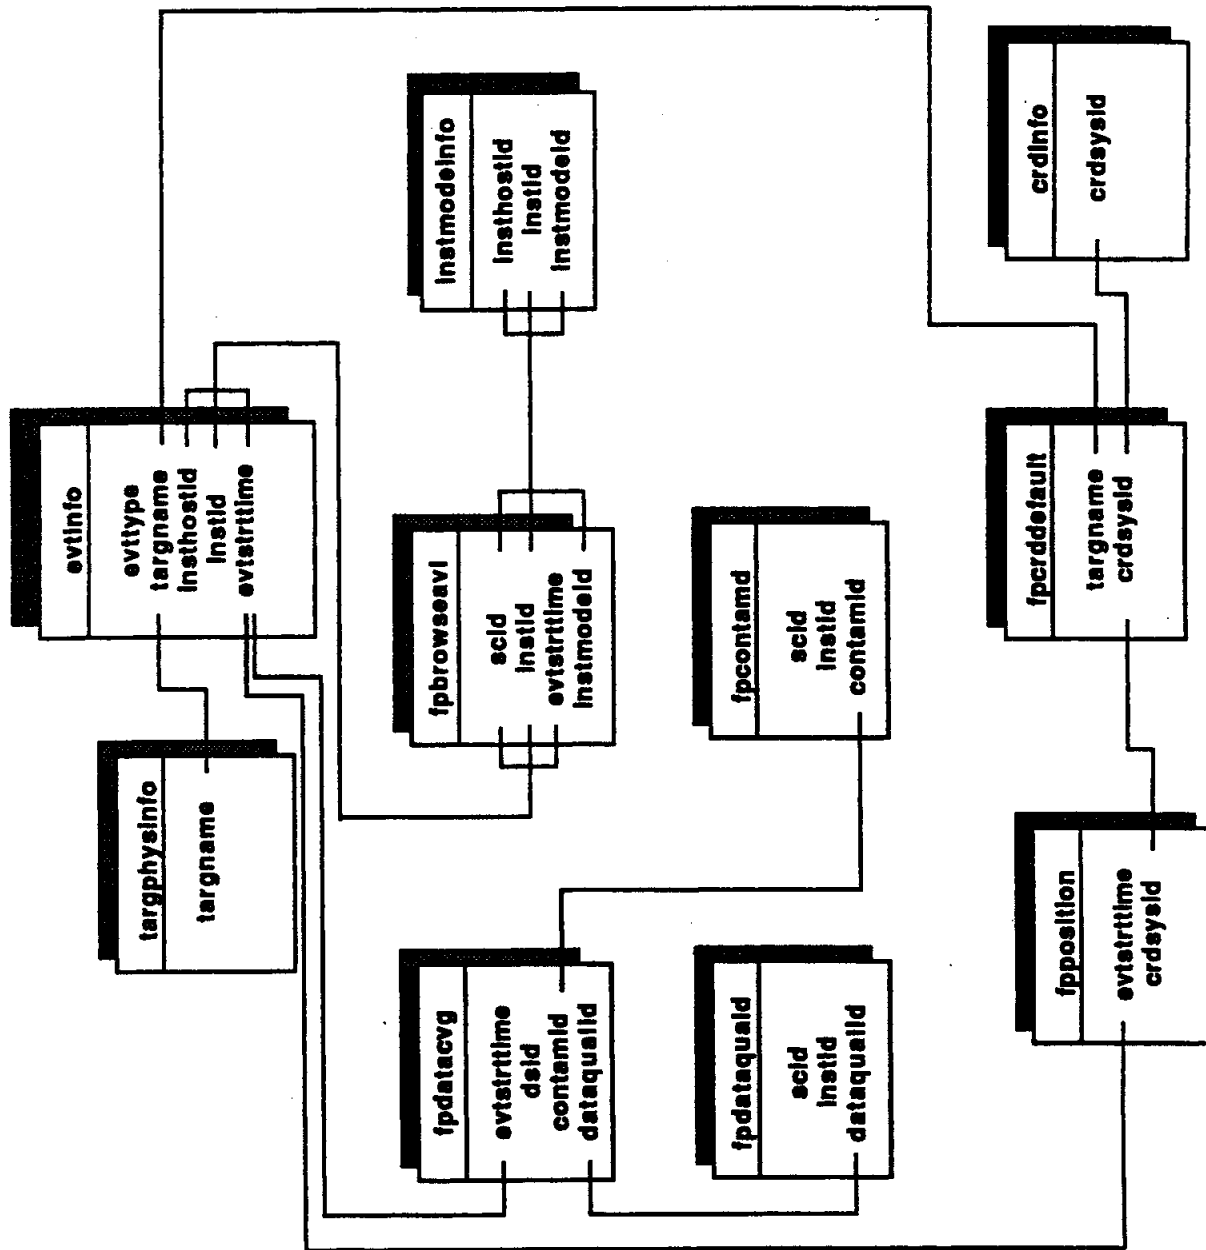 evtinfo
evttype
targname
insthostid
instid
evtstrttime
targphysinfo
targname
fpdatacvg
evtstrttime
dsid
contamid
dataqualid
fpbrowseavl
scid
instid
evtstrttime
instmodeid
instmodeinfo
insthostid
instid
instmodeid
fpdataquald
scid
instid
dataqualid
fpcontamd
scid
instid
contamid
fpposition
evtstrttime
crdsysid
fpcrddefault
targname
crdsysid
crdinfo
crdsysid